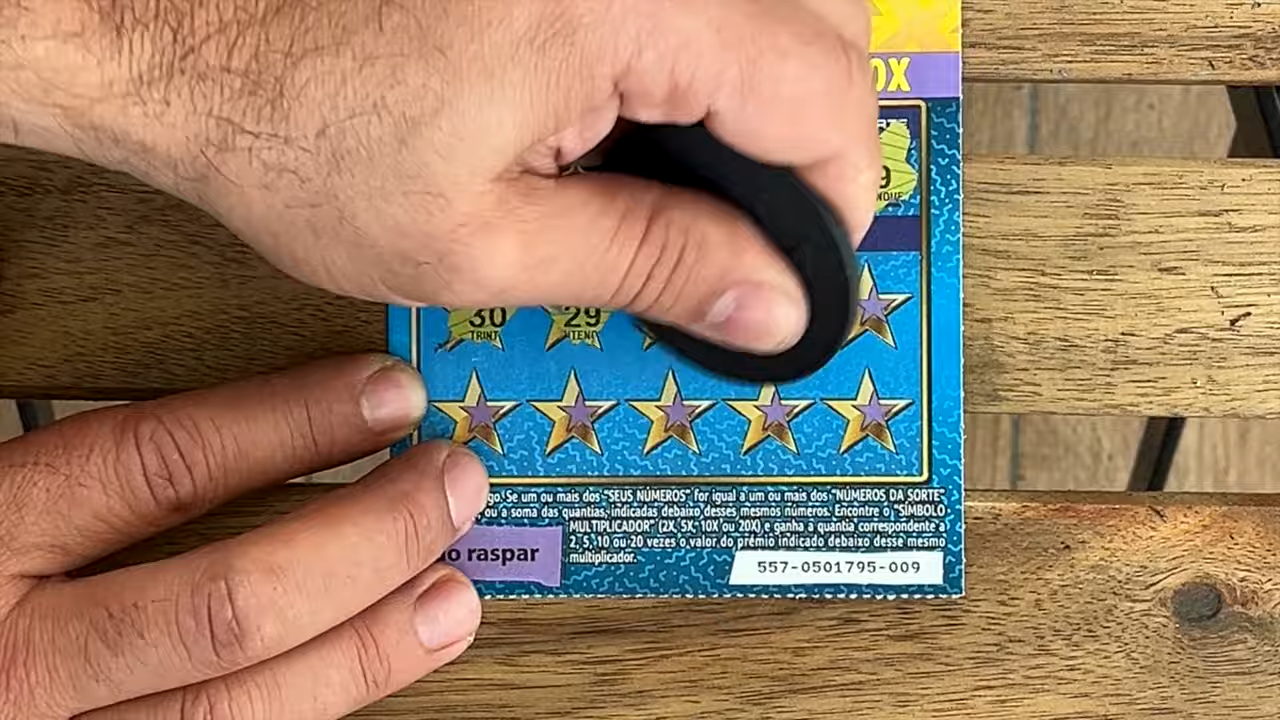 0X
9
30 29
TRINT
go. Se um ou mais dos "SEUS NÚMEROS" for igual a um ou mais dos "NÚMEROS DA SORTE"
ou a soma das quantias, indicadas debaixo desses mesmos números. Encontre o "SÍMBOLO
MULTIPLICADOR" (2X, 5X, 10X ou 20X) e ganha a quantia correspondente a
2, 5, 10 ou 20 vezes o valor do prémio indicado debaixo desse mesmo
multiplicador.
o raspar
557-0501795-009